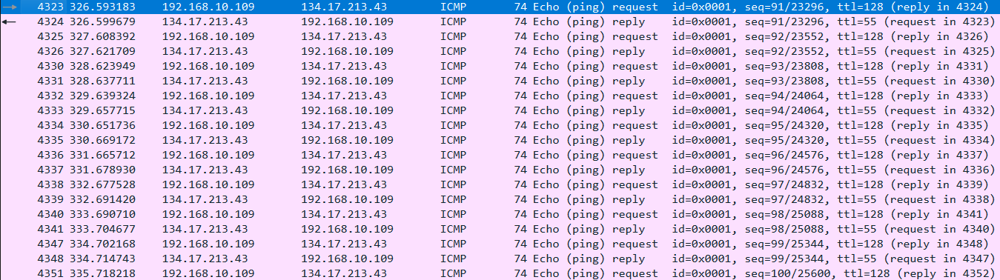 4323 326.593183 192.168.10.109 134.17.213.43 ICMP 74 Echo (ping) request id=0x0001, seq=91/23296, ttl=128 (reply in 4324)
4324 326.599679 134.17.213.43 192.168.10.109 ICMP 74 Echo (ping) reply id=0x0001, seq=91/23296, ttl=55 (request in 4323)
4325 327.608392 192.168.10.109 134.17.213.43 ICMP 74 Echo (ping) request id=0x0001, seq=92/23552, ttl=128 (reply in 4326)
4326 327.621709 134.17.213.43 192.168.10.109 ICMP 74 Echo (ping) reply id=0x0001, seq=92/23552, ttl=55 (request in 4325)
4330 328.623949 192.168.10.109 134.17.213.43 ICMP 74 Echo (ping) request id=0x0001, seq=93/23808, ttl=128 (reply in 4331)
4331 328.637711 134.17.213.43 192.168.10.109 ICMP 74 Echo (ping) reply id=0x0001, seq=93/23808, ttl=55 (request in 4330)
4332 329.639324 192.168.10.109 134.17.213.43 ICMP 74 Echo (ping) request id=0x0001, seq=94/24064, ttl=128 (reply in 4333)
4333 329.657715 134.17.213.43 192.168.10.109 ICMP 74 Echo (ping) reply id=0x0001, seq=94/24064, ttl=55 (request in 4332)
4334 330.651736 192.168.10.109 134.17.213.43 ICMP 74 Echo (ping) request id=0x0001, seq=95/24320, ttl=128 (reply in 4335)
4335 330.669172 134.17.213.43 192.168.10.109 ICMP 74 Echo (ping) reply id=0x0001, seq=95/24320, ttl=55 (request in 4334)
4336 331.665712 192.168.10.109 134.17.213.43 ICMP 74 Echo (ping) request id=0x0001, seq=96/24576, ttl=128 (reply in 4337)
4337 331.678930 134.17.213.43 192.168.10.109 ICMP 74 Echo (ping) reply id=0x0001, seq=96/24576, ttl=55 (request in 4336)
4338 332.677528 192.168.10.109 134.17.213.43 ICMP 74 Echo (ping) request id=0x0001, seq=97/24832, ttl=128 (reply in 4339)
4339 332.691420 134.17.213.43 192.168.10.109 ICMP 74 Echo (ping) reply id=0x0001, seq=97/24832, ttl=55 (request in 4338)
4340 333.690710 192.168.10.109 134.17.213.43 ICMP 74 Echo (ping) request id=0x0001, seq=98/25088, ttl=128 (reply in 4341)
4341 333.704677 134.17.213.43 192.168.10.109 ICMP 74 Echo (ping) reply id=0x0001, seq=98/25088, ttl=55 (request in 4340)
4347 334.702168 192.168.10.109 134.17.213.43 ICMP 74 Echo (ping) request id=0x0001, seq=99/25344, ttl=128 (reply in 4348)
4348 334.714743 134.17.213.43 192.168.10.109 ICMP 74 Echo (ping) reply id=0x0001, seq=99/25344, ttl=55 (request in 4347)
4351 335.718218 192.168.10.109 134.17.213.43 ICMP 74 Echo (ping) request id=0x0001, seq=100/25600, ttl=128 (reply in 4352)